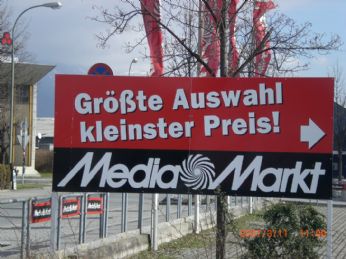 Größte Auswahl
kleinster Preis!
Media Markt